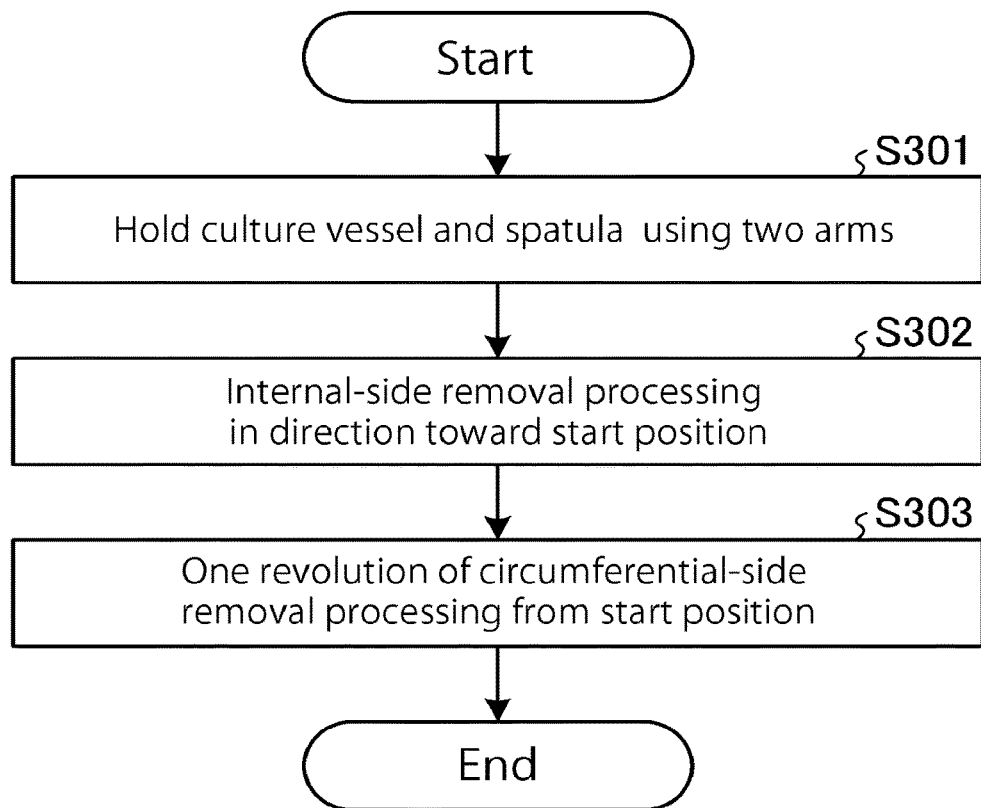 Start
S301
Hold culture vessel and spatula using two arms
S302
Internal-side removal processing
in direction toward start position
S303
One revolution of circumferential-side
removal processing from start position
End